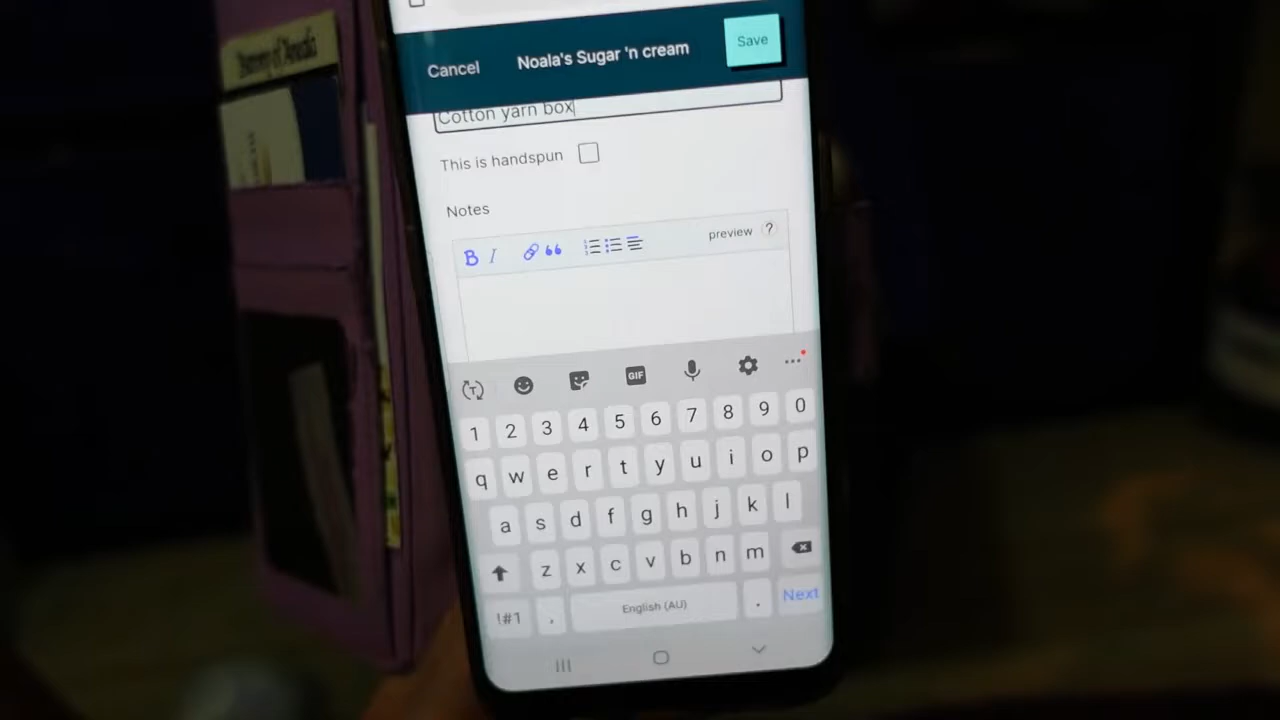 Cancel Noala's Sugar 'n cream Save
Cotton yarn box
This is handspun
Notes
B I preview ?
GIF
1 2 3 4 5 6 7 8 9 0
q w e r t y u i o p
a s d f g h j k l
z x c v b n m
!#1 , English (AU) . Next